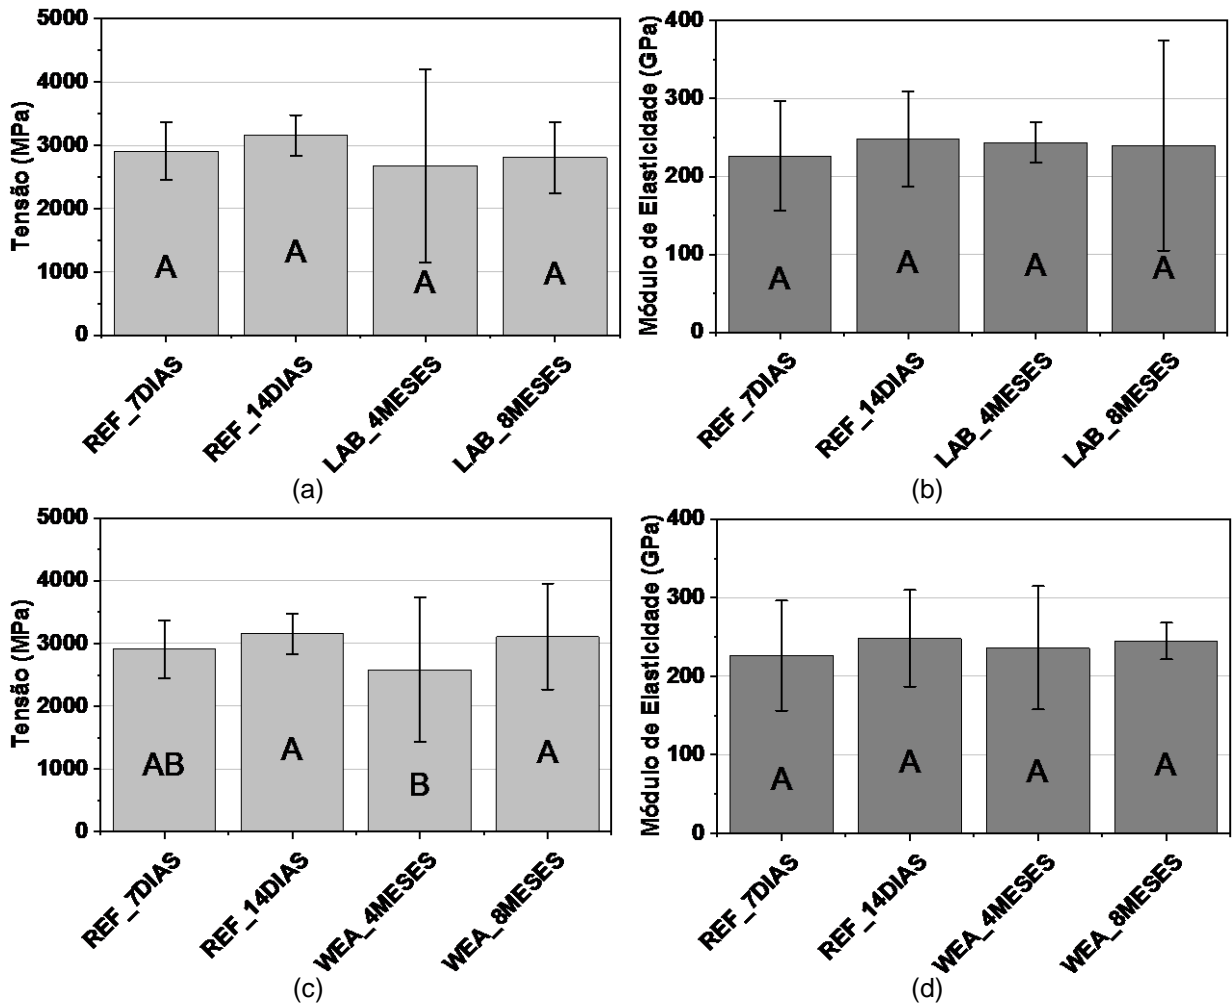 Tensão (MPa)
5000
4000
3000
2000
1000
0
A
A
A
A
REF_7DIAS
REF_14DIAS
LAB_4MESES
LAB_8MESES
(a)
Módulo de Elasticidade (GPa)
400
300
200
100
0
A
A
A
A
REF_7DIAS
REF_14DIAS
LAB_4MESES
LAB_8MESES
(b)
Tensão (MPa)
5000
4000
3000
2000
1000
0
AB
A
B
A
REF_7DIAS
REF_14DIAS
WEA_4MESES
WEA_8MESES
(c)
Módulo de Elasticidade (GPa)
400
300
200
100
0
A
A
A
A
REF_7DIAS
REF_14DIAS
WEA_4MESES
WEA_8MESES
(d)